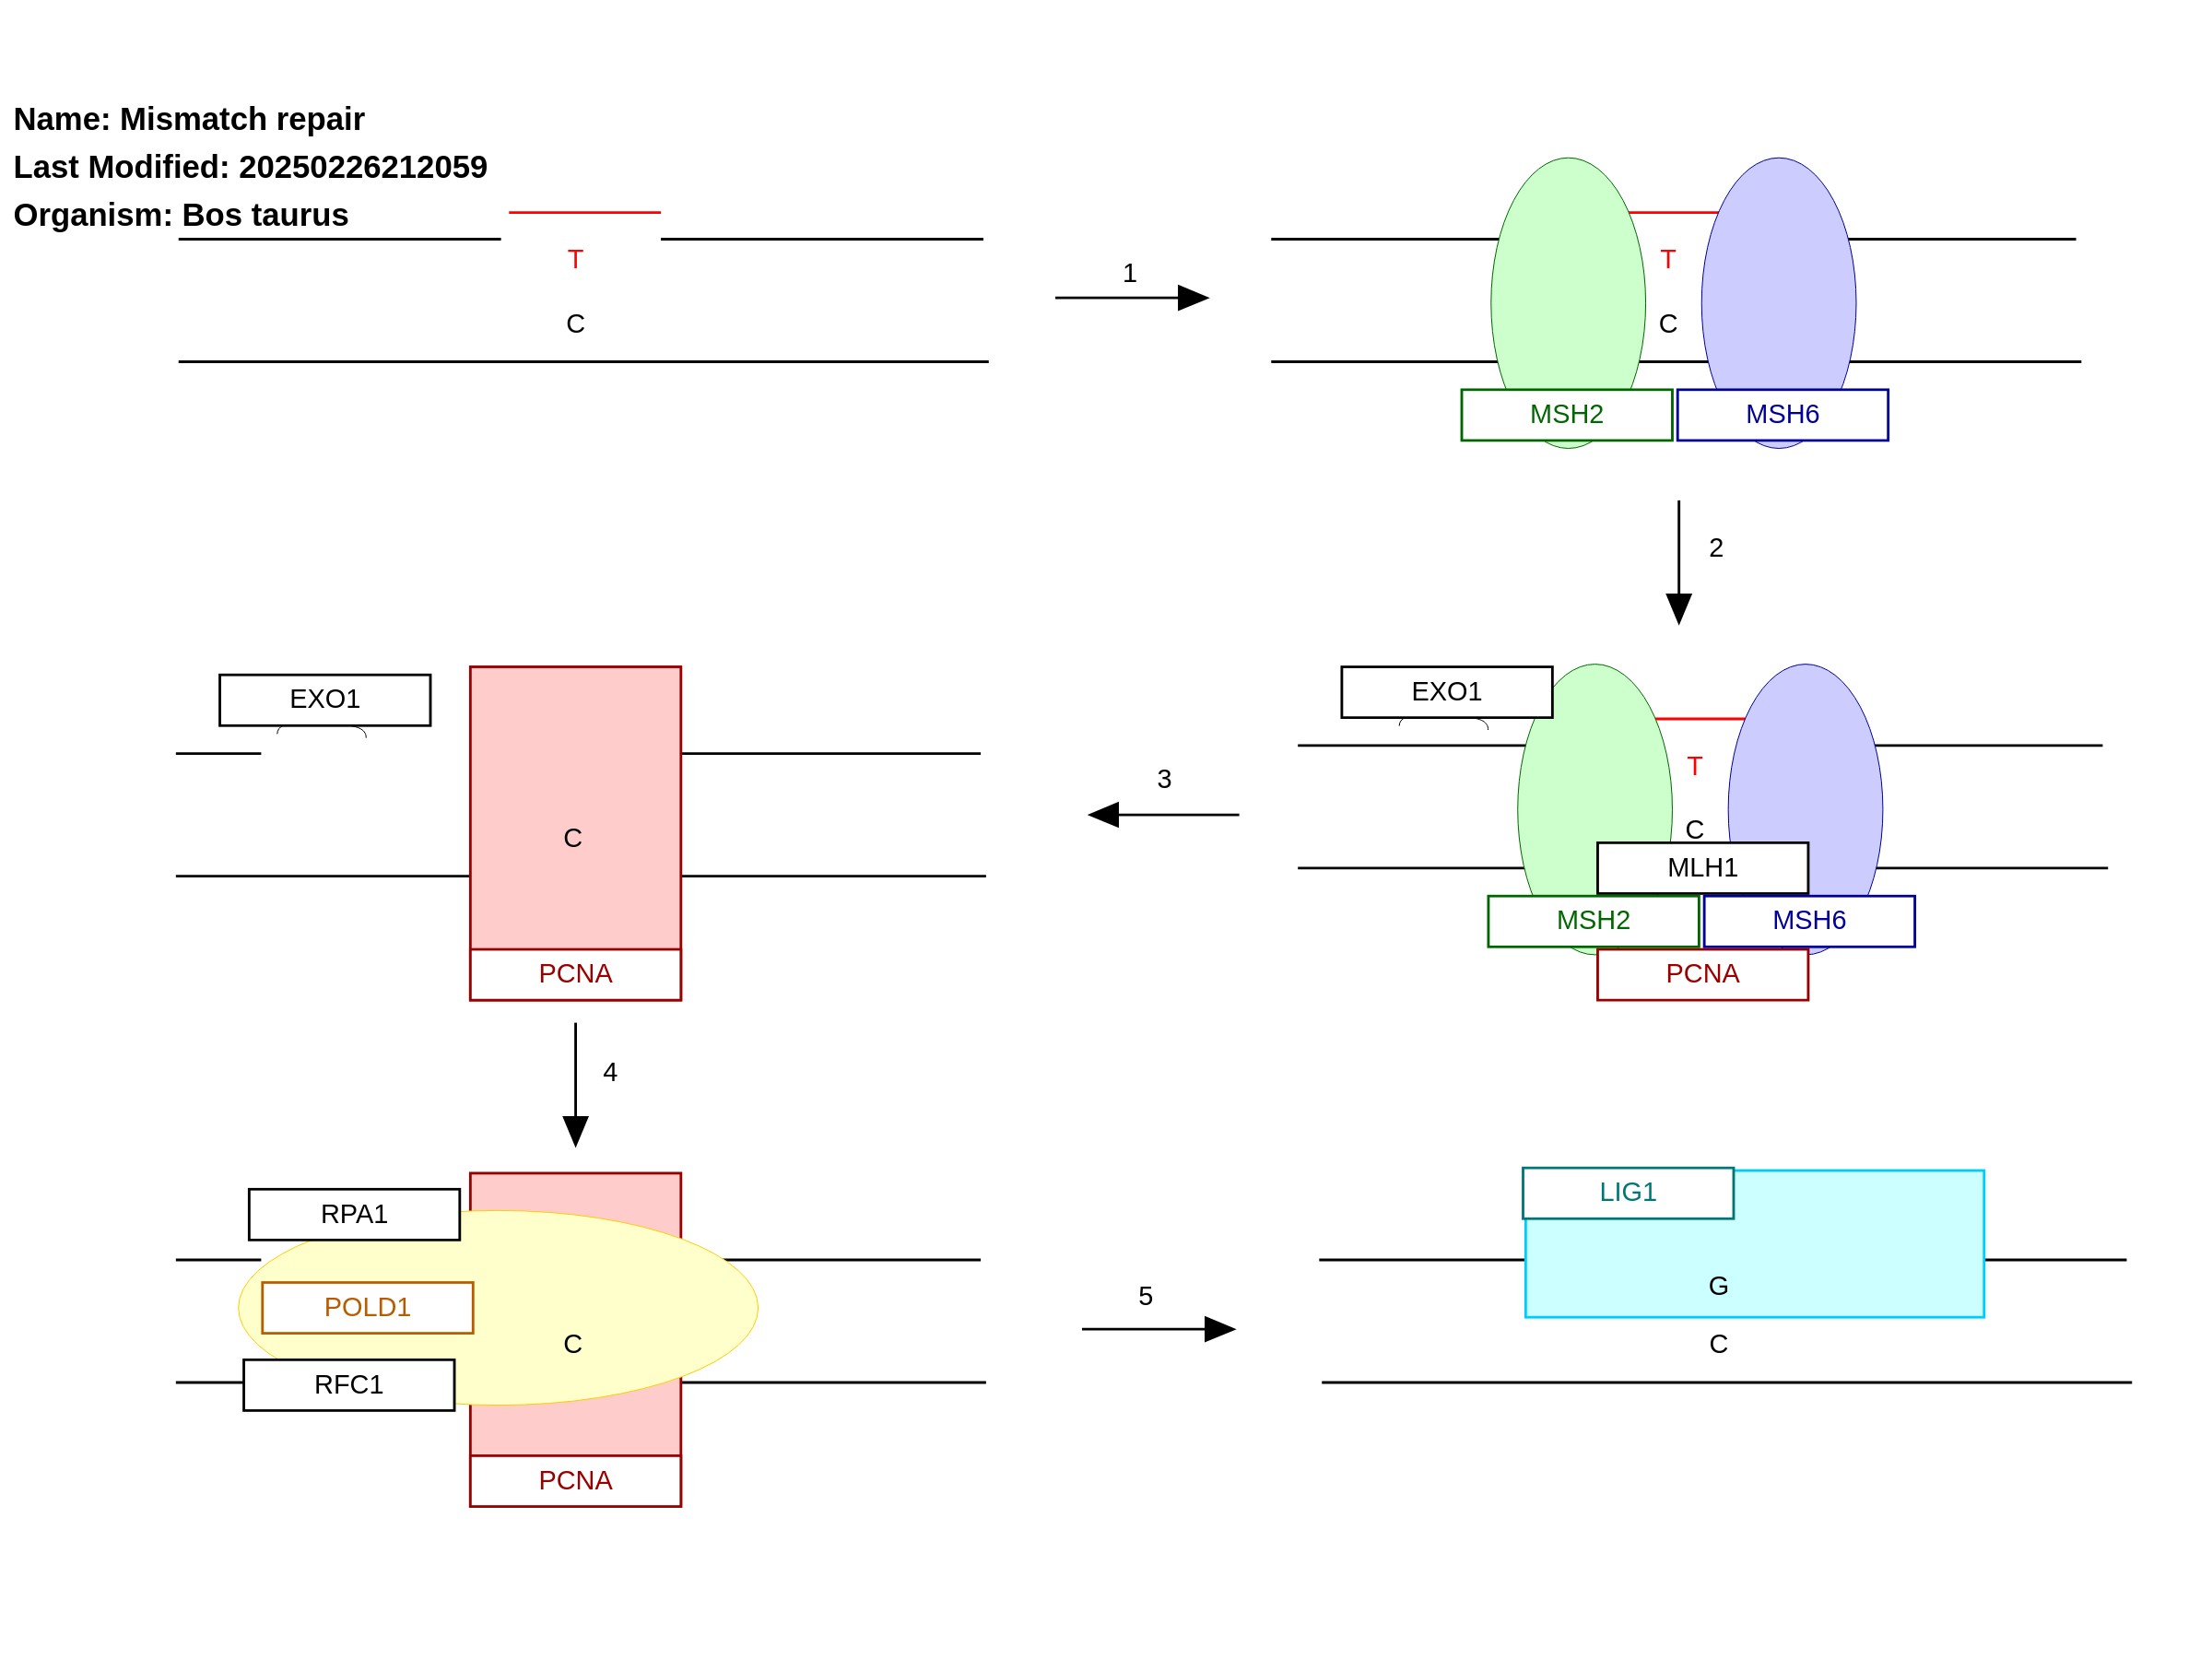 Name: Mismatch repair
Last Modified: 20250226212059
Organism: Bos taurus
T
C
1
T
C
MSH2
MSH6
2
EXO1
T
C
MLH1
MSH2
MSH6
PCNA
3
EXO1
C
PCNA
4
RPA1
POLD1
C
RFC1
PCNA
5
LIG1
G
C